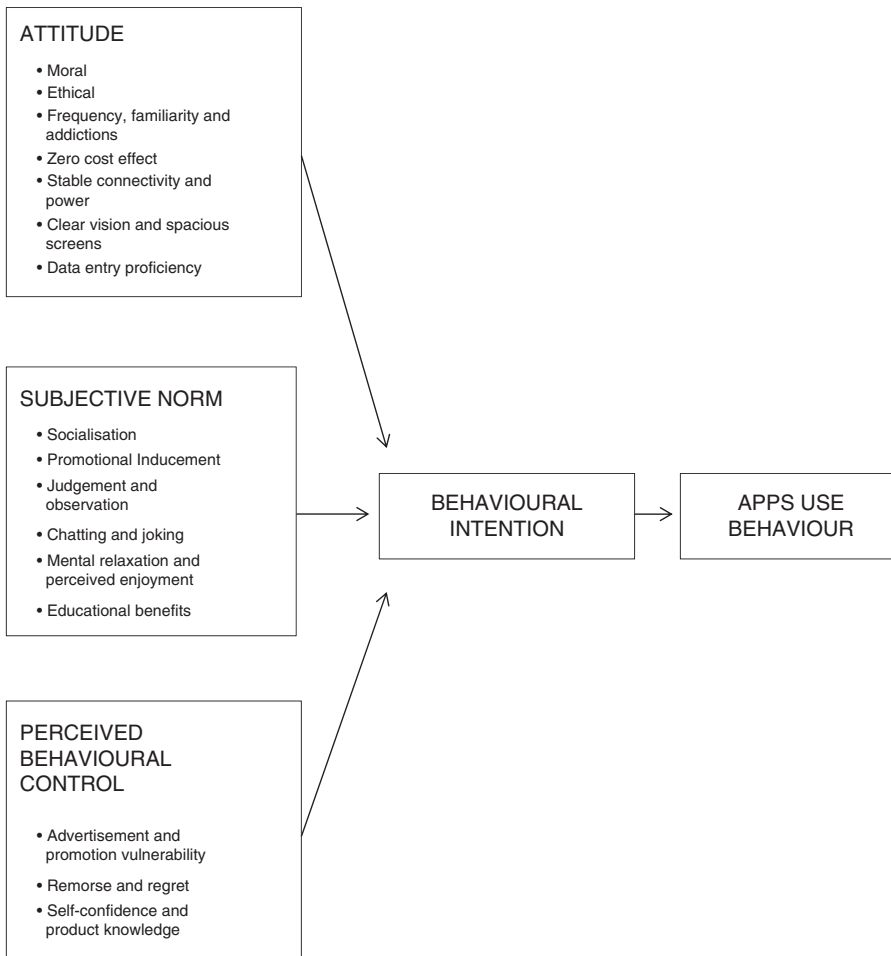 ATTITUDE
• Moral
• Ethical
• Frequency, familiarity and
addictions
• Zero cost effect
• Stable connectivity and
power
• Clear vision and spacious
screens
• Data entry proficiency
SUBJECTIVE NORM
• Socialisation
• Promotional Inducement
• Judgement and
observation
• Chatting and joking
• Mental relaxation and
perceived enjoyment
• Educational benefits
PERCEIVED
BEHAVIOURAL
CONTROL
• Advertisement and
promotion vulnerability
• Remorse and regret
• Self-confidence and
product knowledge
BEHAVIOURAL
INTENTION
APPS USE
BEHAVIOUR